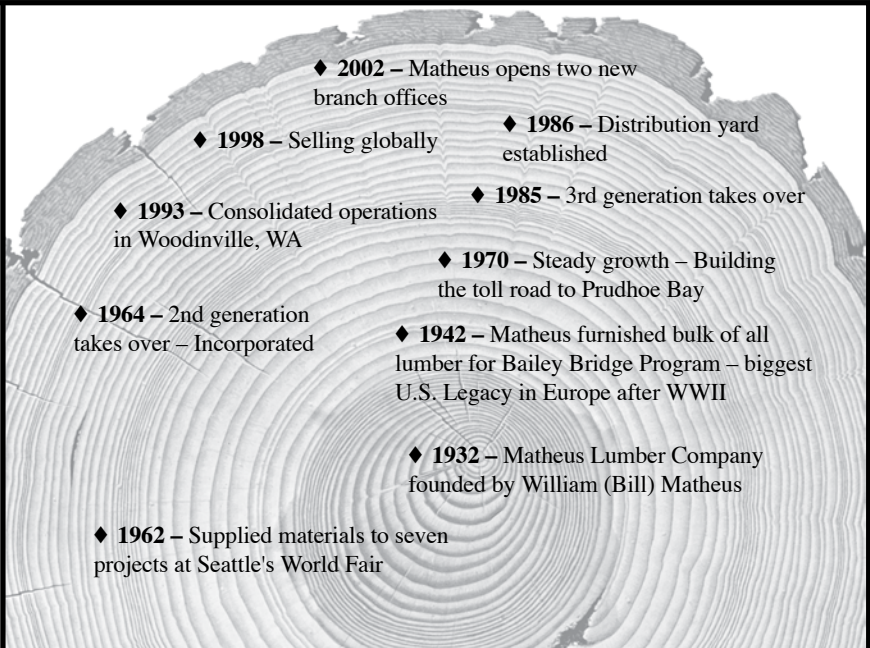 ♦ 2002 – Matheus opens two new
branch offices
♦ 1986 – Distribution yard
established
♦ 1998 – Selling globally
♦ 1985 – 3rd generation takes over
♦ 1993 – Consolidated operations
in Woodinville, WA
♦ 1970 – Steady growth – Building
the toll road to Prudhoe Bay
♦ 1964 – 2nd generation
takes over – Incorporated
♦ 1942 – Matheus furnished bulk of all
lumber for Bailey Bridge Program – biggest
U.S. Legacy in Europe after WWII
♦ 1932 – Matheus Lumber Company
founded by William (Bill) Matheus
♦ 1962 – Supplied materials to seven
projects at Seattle's World Fair